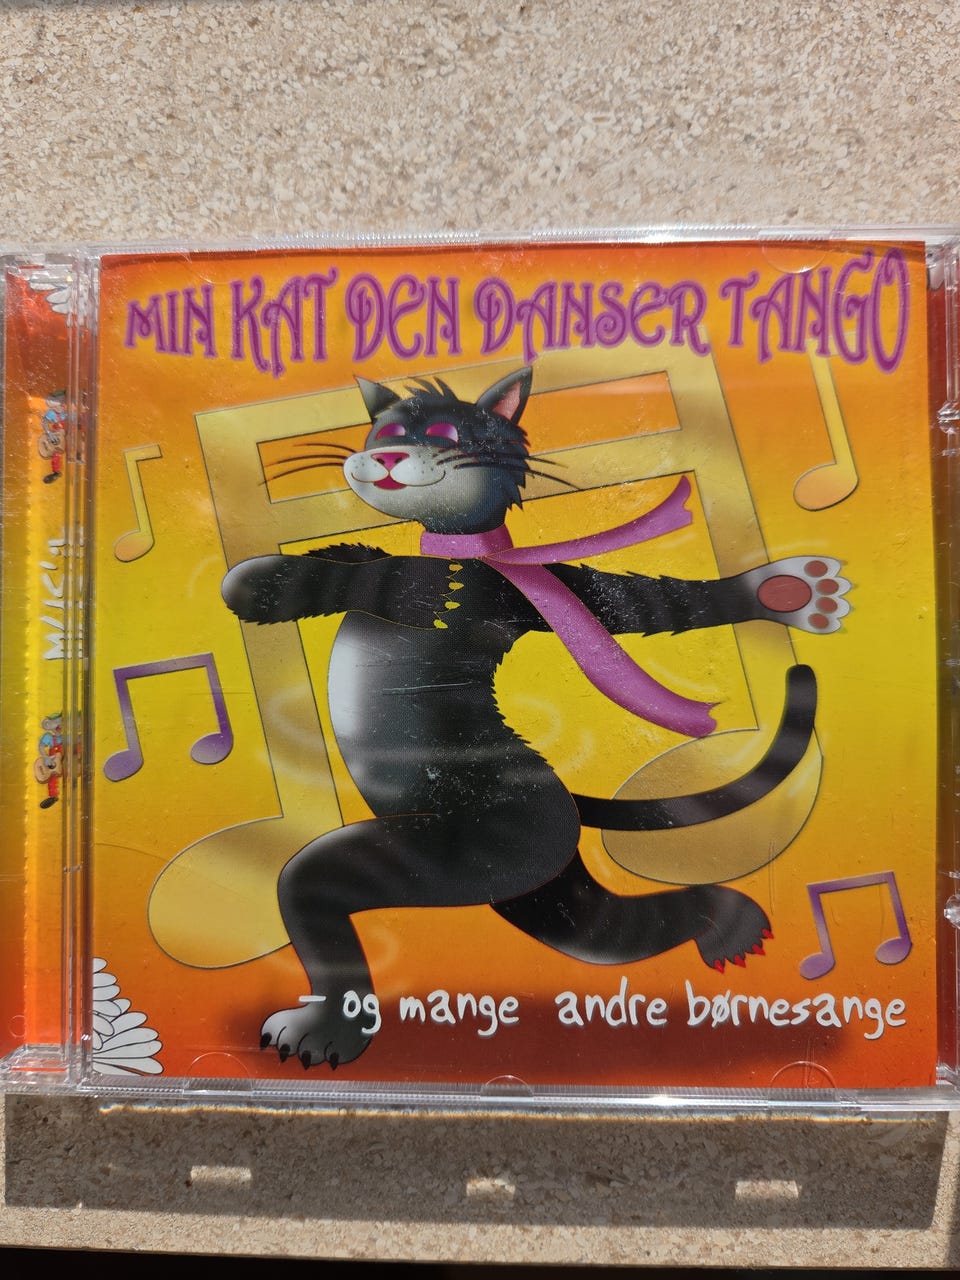 MIN KAT DEN DANSER TANGO
- og mange andre børnesange